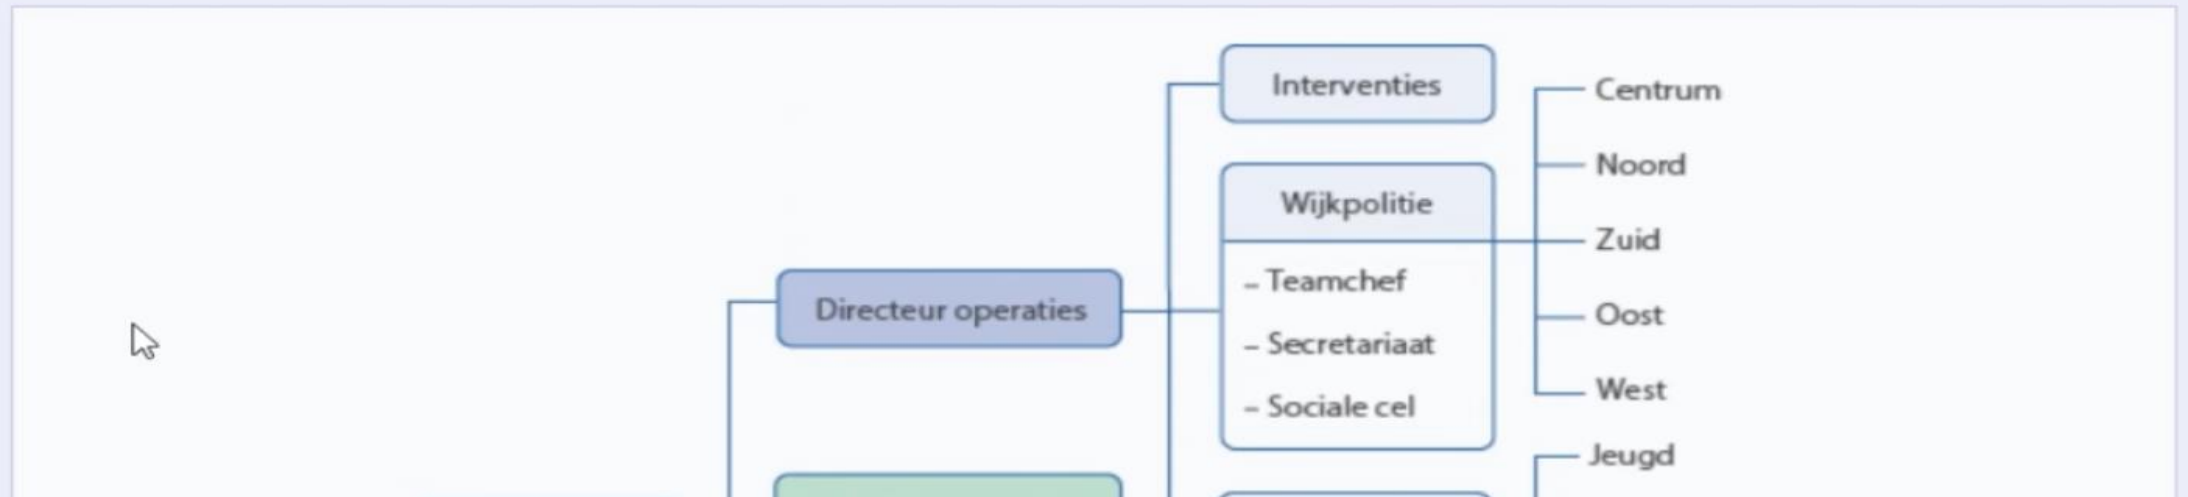 Interventies
Centrum
Noord
Wijkpolitie
Zuid
– Teamchef
Directeur operaties
Oost
– Secretariaat
West
– Sociale cel
Jeugd